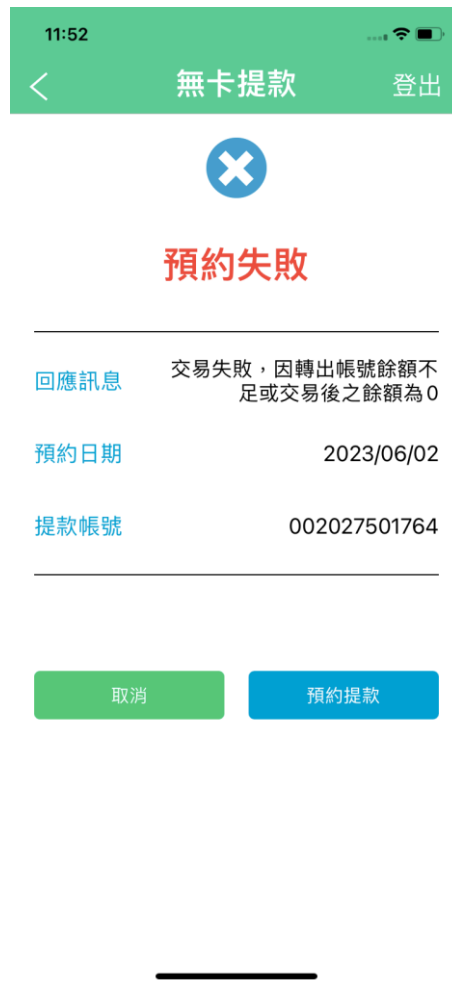 11:52
無卡提款
登出
預約失敗
回應訊息
交易失敗，因轉出帳號餘額不
足或交易後之餘額為0
預約日期
2023/06/02
提款帳號
002027501764
取消
預約提款